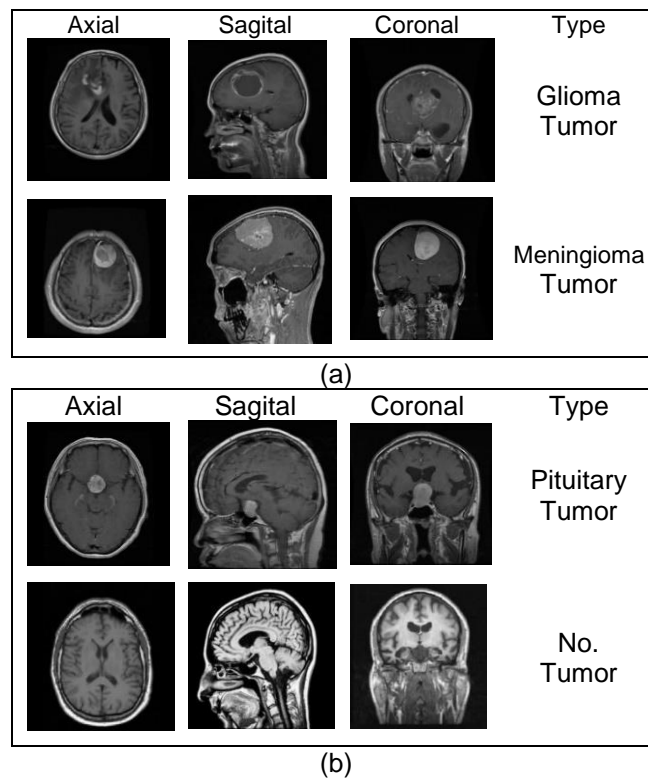 Axial Sagital Coronal Type
Glioma
Tumor
Meningioma
Tumor
(a)
Axial Sagital Coronal Type
Pituitary
Tumor
No.
Tumor
(b)